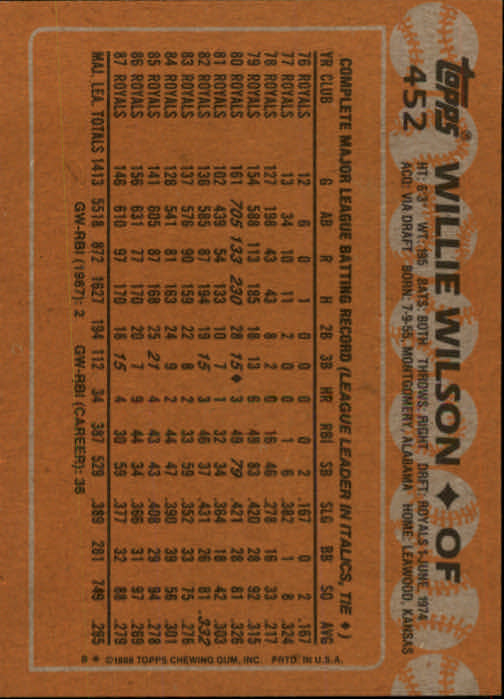 topps® WILLIE WILSON ♦ OF
452 HT: 6'3" WT: 195 BATS: BOTH THROWS: RIGHT DRFT: ROYALS 1-JUNE, 1974
ACQ: VIA DRAFT BORN: 7-9-55, MONTGOMERY, ALABAMA HOME: LEAWOOD, KANSAS
COMPLETE MAJOR LEAGUE BATTING RECORD (LEAGUE LEADER IN ITALICS, TIE ♦)
YR CLUB G AB R H 2B 3B HR RBI SB SLG BB SO AVG
76 ROYALS 12 6 0 1 0 0 0 0 2 .167 0 2 .167
77 ROYALS 13 34 10 11 2 0 0 1 6 .382 1 8 .324
78 ROYALS 127 198 43 43 8 2 0 16 46 .278 16 33 .217
79 ROYALS 154 588 113 185 18 13 6 49 83 .420 28 92 .315
80 ROYALS 161 705 133 230 28 15♦ 3 49 79 .421 28 81 .326
81 ROYALS 102 439 54 133 10 7 1 32 34 .364 18 42 .303
82 ROYALS 136 585 87 194 19 15 3 46 37 .431 26 81 .332
83 ROYALS 137 576 90 159 22 8 2 33 59 .352 33 75 .276
84 ROYALS 128 541 81 163 24 9 2 44 47 .390 39 56 .301
85 ROYALS 141 605 87 168 25 21 4 43 43 .408 29 94 .278
86 ROYALS 156 631 77 170 20 7 9 44 34 .366 31 97 .269
87 ROYALS 146 610 97 170 18 15 4 30 59 .377 32 88 .279
MAJ. LEA. TOTALS 1413 5518 872 1627 194 112 34 387 529 .389 281 749 .295
GW-RBI (1987): 2 GW-RBI (CAREER): 36
B * ©1988 TOPPS CHEWING GUM, INC. PRTD. IN U.S.A.